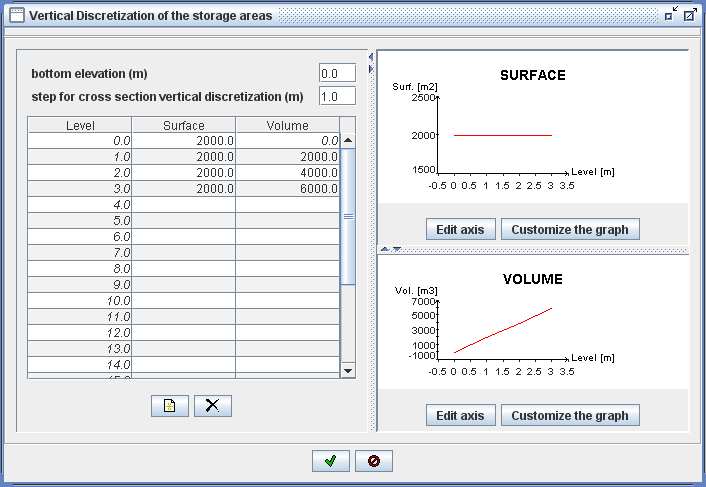 Vertical Discretization of the storage areas
bottom elevation (m) 0.0
step for cross section vertical discretization (m) 1.0
Level Surface Volume
0.0 2000.0 0.0
1.0 2000.0 2000.0
2.0 2000.0 4000.0
3.0 2000.0 6000.0
4.0
5.0
6.0
7.0
8.0
9.0
10.0
11.0
12.0
13.0
14.0
SURFACE
Surf. [m2]
2500
2000
1500
Level [m]
-0.5 0 0.5 1 1.5 2 2.5 3 3.5
Edit axis Customize the graph
VOLUME
Vol. [m3]
7000
5000
3000
1000
-1000
Level [m]
-0.5 0 0.5 1 1.5 2 2.5 3 3.5
Edit axis Customize the graph